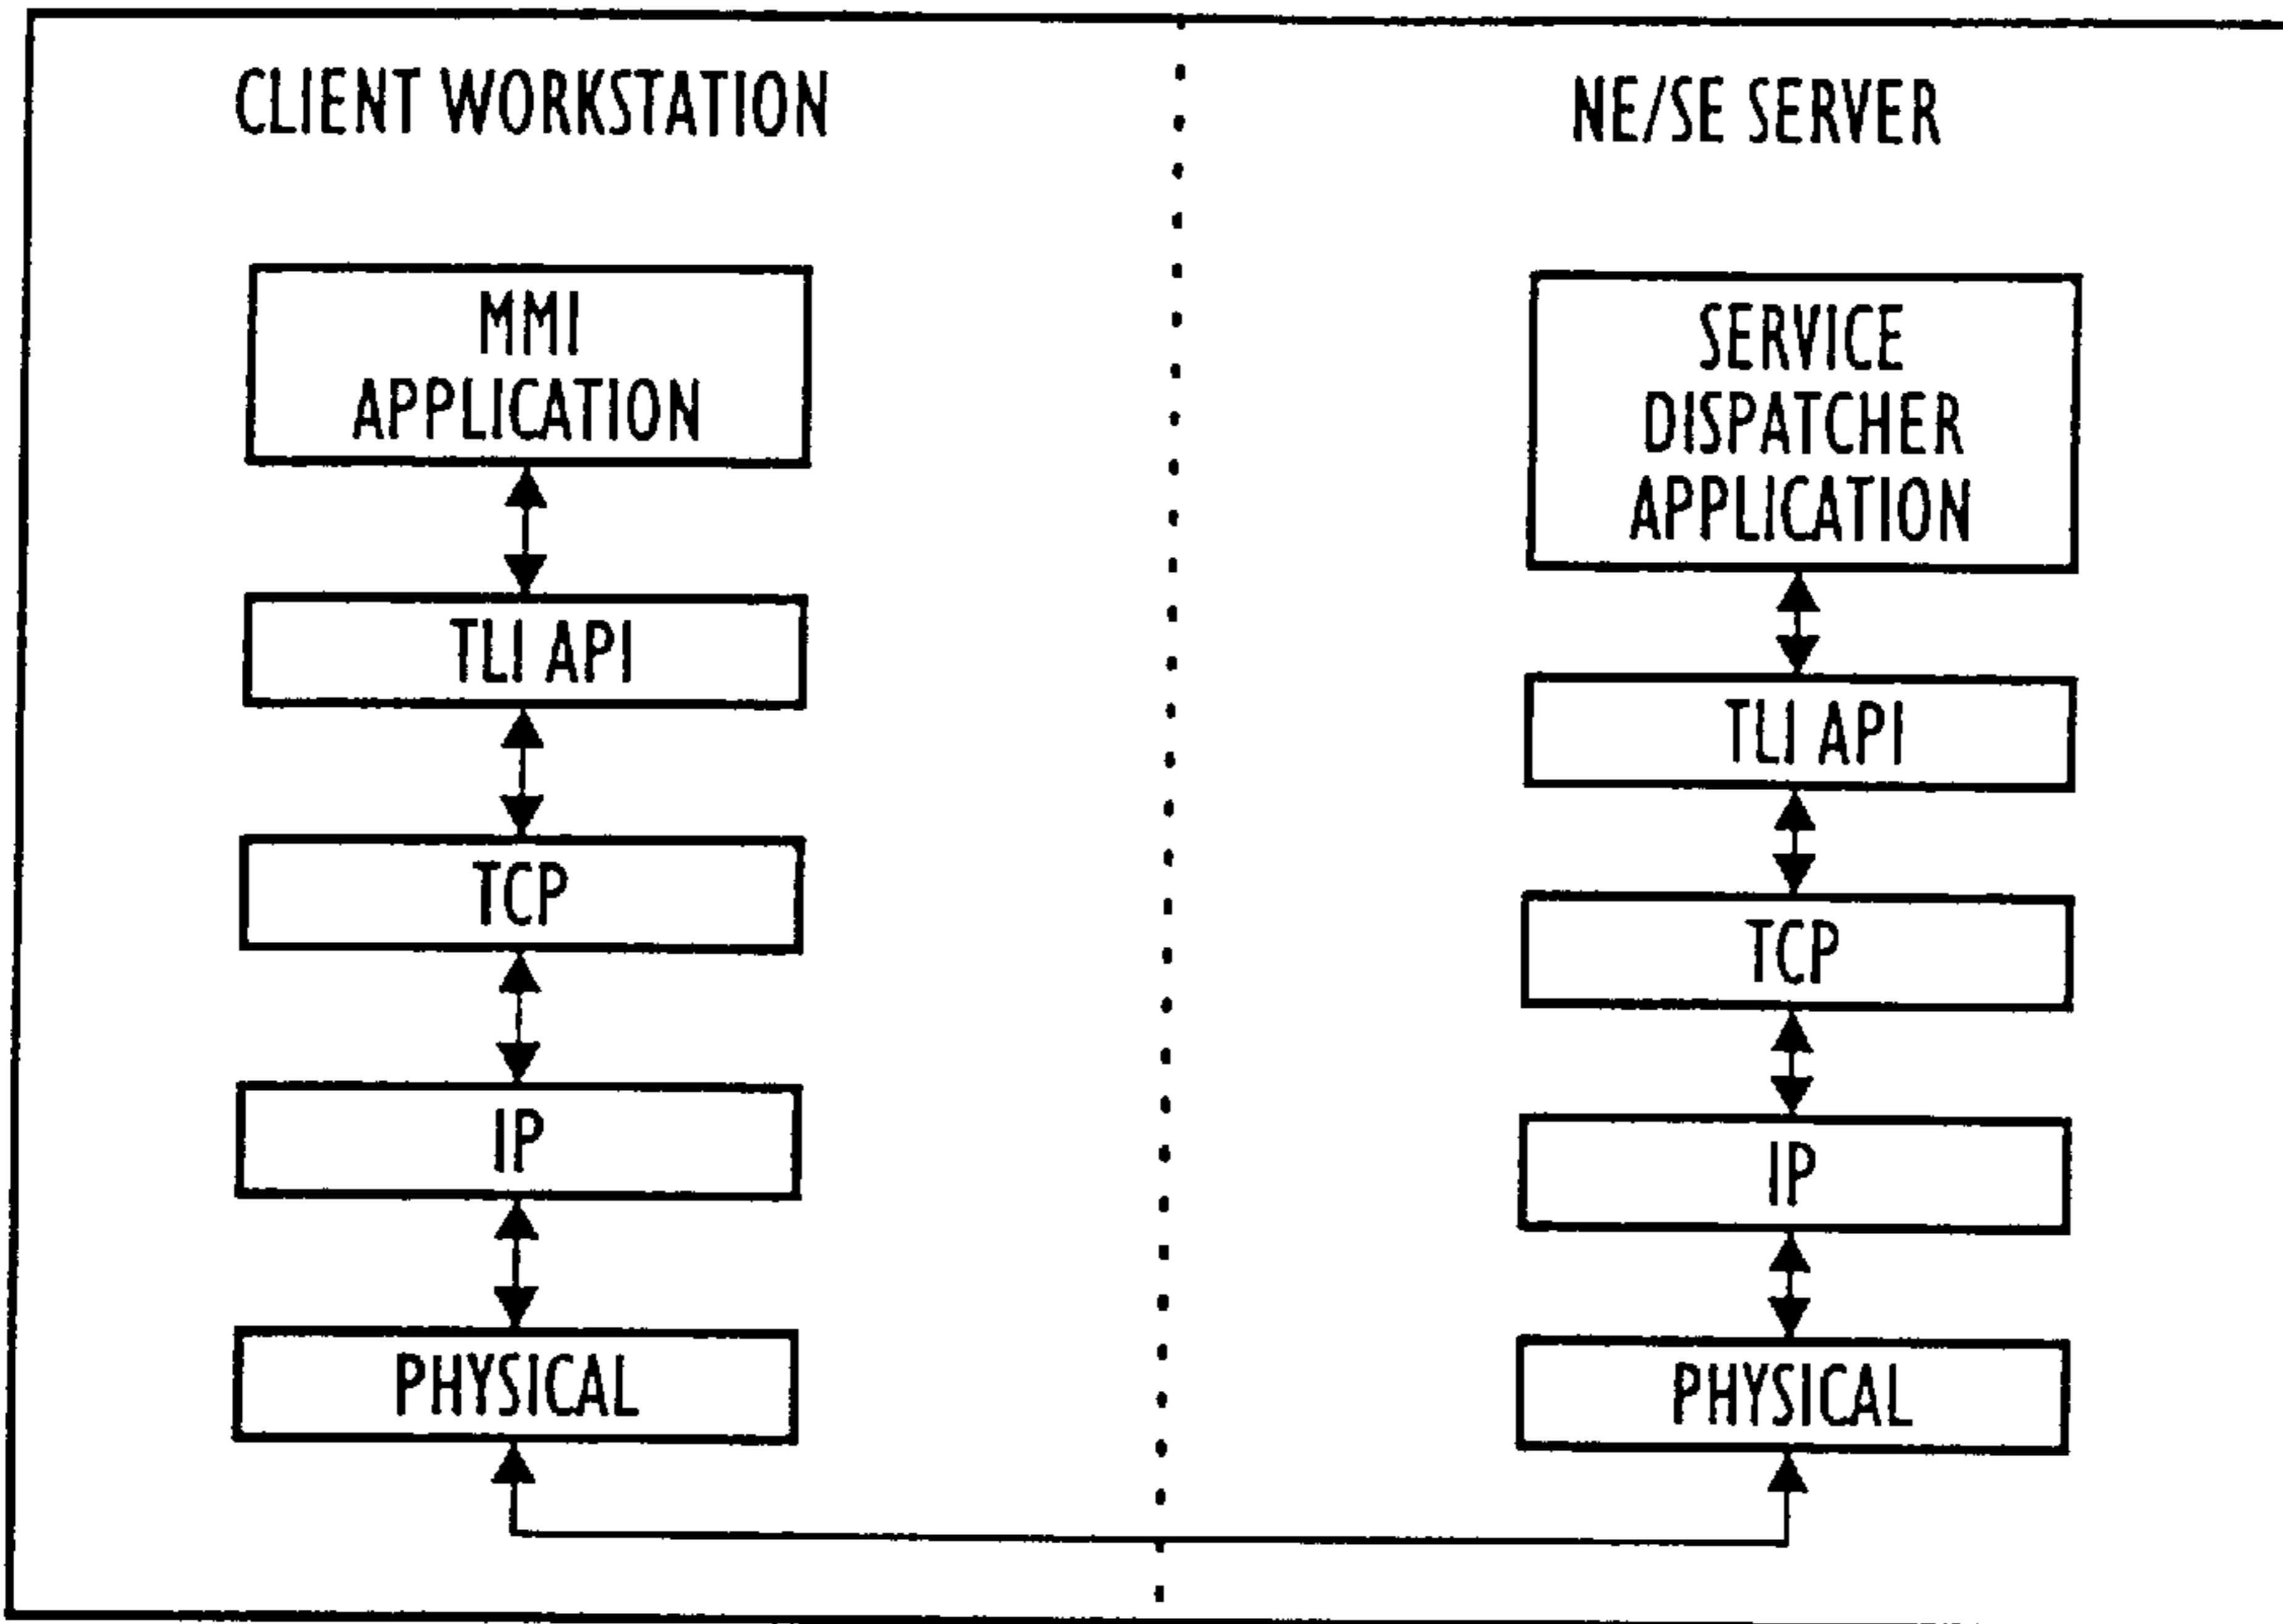 CLIENT WORKSTATION
MMI
APPLICATION
TLI API
TCP
IP
PHYSICAL
NE/SE SERVER
SERVICE
DISPATCHER
APPLICATION
TLI API
TCP
IP
PHYSICAL